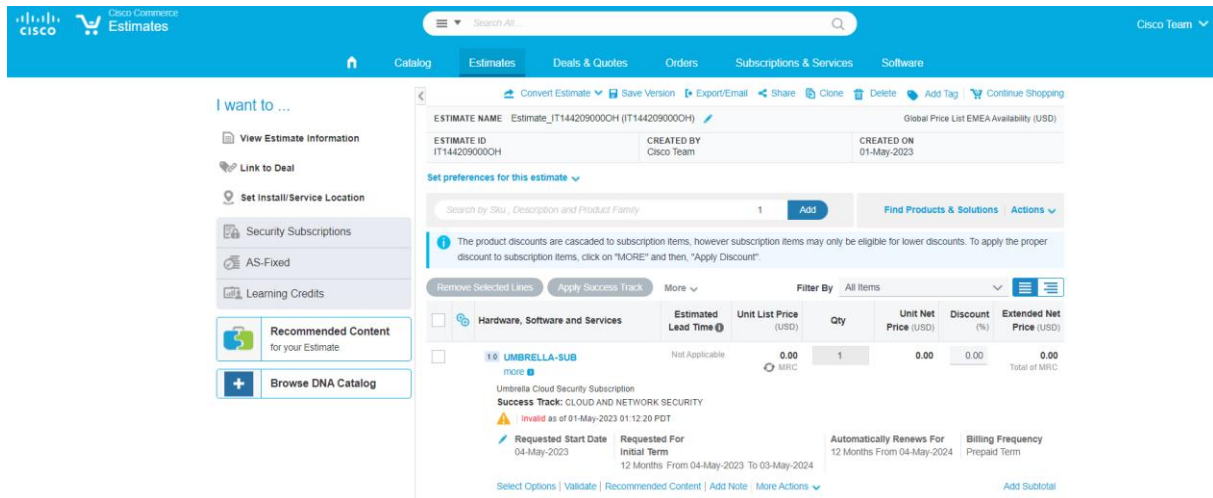 Cisco Commerce
CISCO Estimates
Search All...
Cisco Team
Catalog Estimates Deals & Quotes Orders Subscriptions & Services Software
I want to ...
View Estimate Information
Link to Deal
Set Install/Service Location
Security Subscriptions
AS-Fixed
Learning Credits
Recommended Content
for your Estimate
Browse DNA Catalog
Convert Estimate Save Version Export/Email Share Clone Delete Add Tag Continue Shopping
ESTIMATE NAME Estimate_IT144209000OH (IT144209000OH) Global Price List EMEA Availability (USD)
ESTIMATE ID CREATED BY CREATED ON
IT144209000OH Cisco Team 01-May-2023
Set preferences for this estimate
Search by Sku , Description and Product Family 1 Add Find Products & Solutions Actions
The product discounts are cascaded to subscription items, however subscription items may only be eligible for lower discounts. To apply the proper
discount to subscription items, click on "MORE" and then, "Apply Discount".
Remove Selected Lines Apply Success Track More Filter By All Items
Hardware, Software and Services Estimated Lead Time Unit List Price (USD) Qty Unit Net Price (USD) Discount (%) Extended Net Price (USD)
1.0 UMBRELLA-SUB Not Applicable 0.00 1 0.00 0.00 0.00
more MRC Total of MRC
Umbrella Cloud Security Subscription
Success Track: CLOUD AND NETWORK SECURITY
Invalid as of 01-May-2023 01:12:20 PDT
Requested Start Date Requested For Automatically Renews For Billing Frequency
04-May-2023 Initial Term 12 Months From 04-May-2024 Prepaid Term
12 Months From 04-May-2023 To 03-May-2024
Select Options | Validate | Recommended Content | Add Note | More Actions Add Subtotal